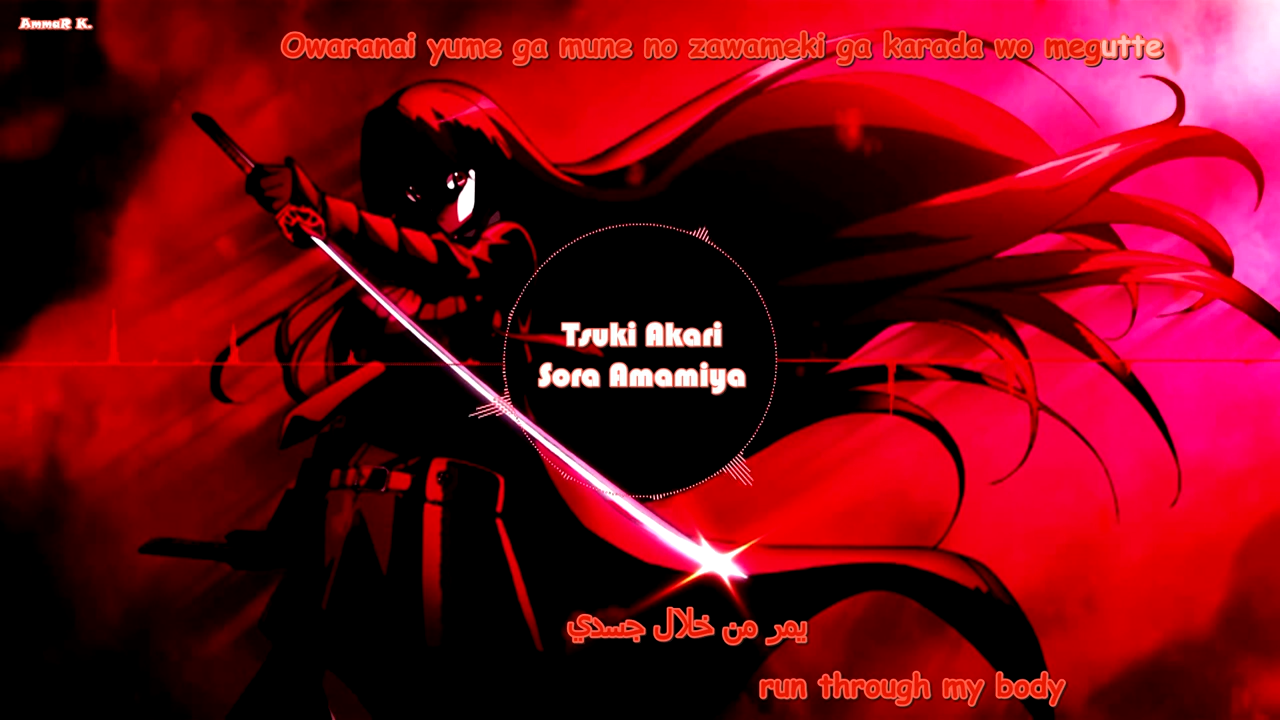 AmmaR K.
Owaranai yume ga mune no zawameki ga karada wo megutte
Tsuki Akari
Sora Amamiya
يمر من خلال جسدي
run through my body